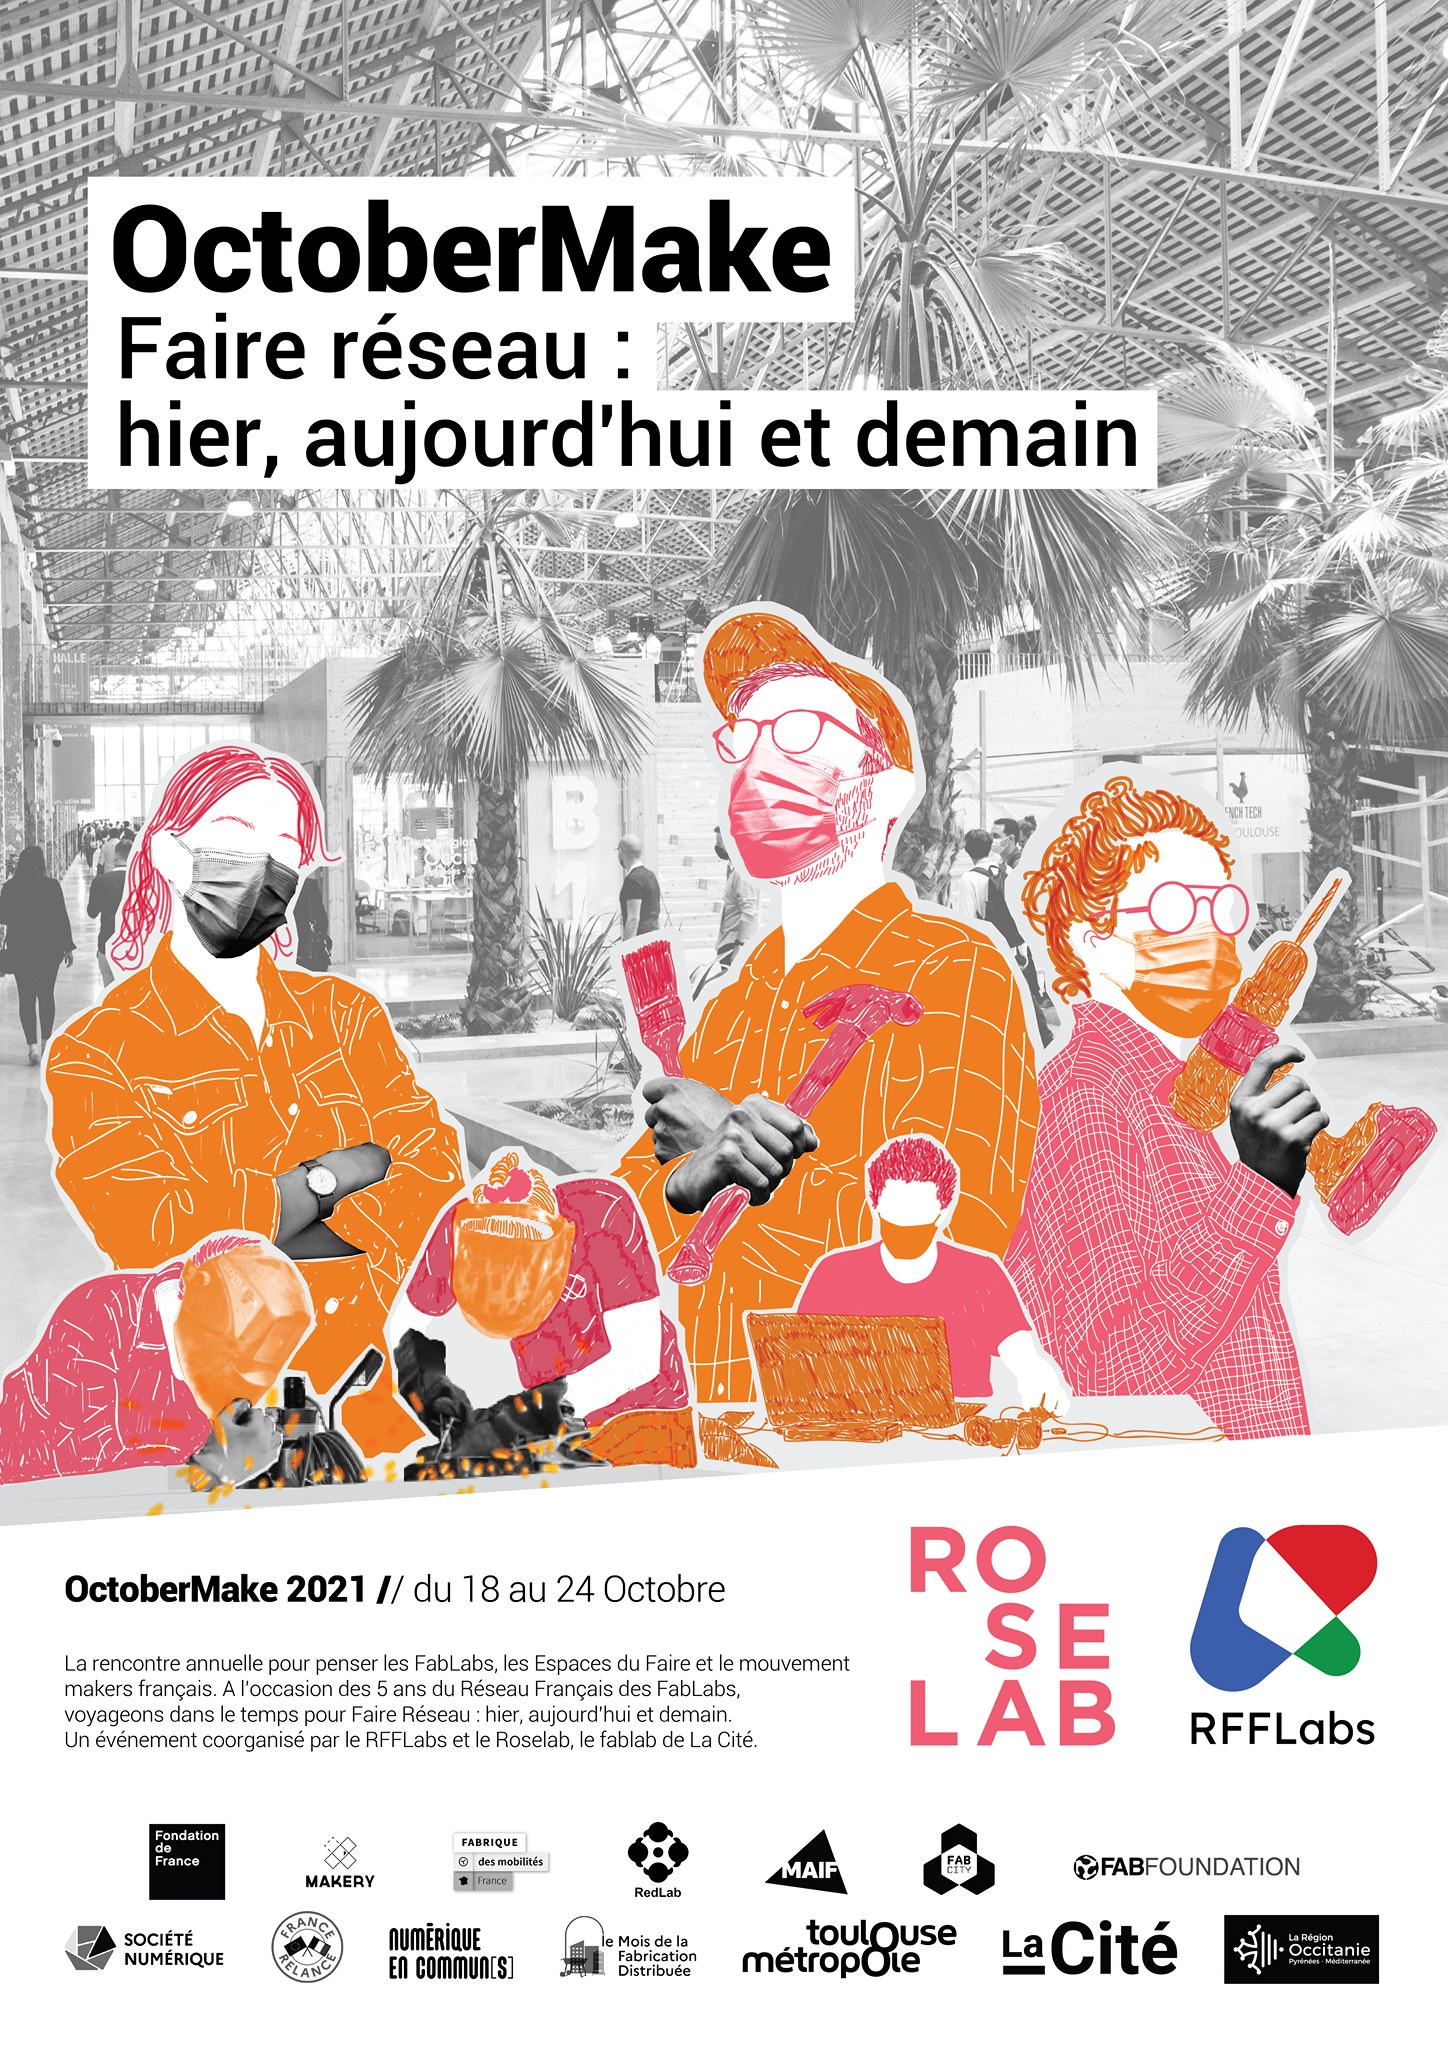 OctoberMake
Faire réseau :
hier, aujourd'hui et demain
HALLE
B
1
ENCH TECH
OULOUSE
OctoberMake 2021 // du 18 au 24 Octobre
La rencontre annuelle pour penser les FabLabs, les Espaces du Faire et le mouvement
makers français. A l'occasion des 5 ans du Réseau Français des FabLabs,
voyageons dans le temps pour Faire Réseau : hier, aujourd'hui et demain.
Un événement coorganisé par le RFFLabs et le Roselab, le fablab de La Cité.
RO
SE
LAB
RFFLabs
Fondation
de
France
MAKERY
FABRIQUE
des mobilités
France
RedLab
MAIF
FAB
CITY
FABFOUNDATION
SOCIÉTÉ
NUMÉRIQUE
FRANCE
RELANCE
NUMÉRIQUE
EN COMMUN[S]
le Mois de la
Fabrication
Distribuée
toulouse
métropole
La Cité
La Région
Occitanie
Pyrénées - Méditerranée